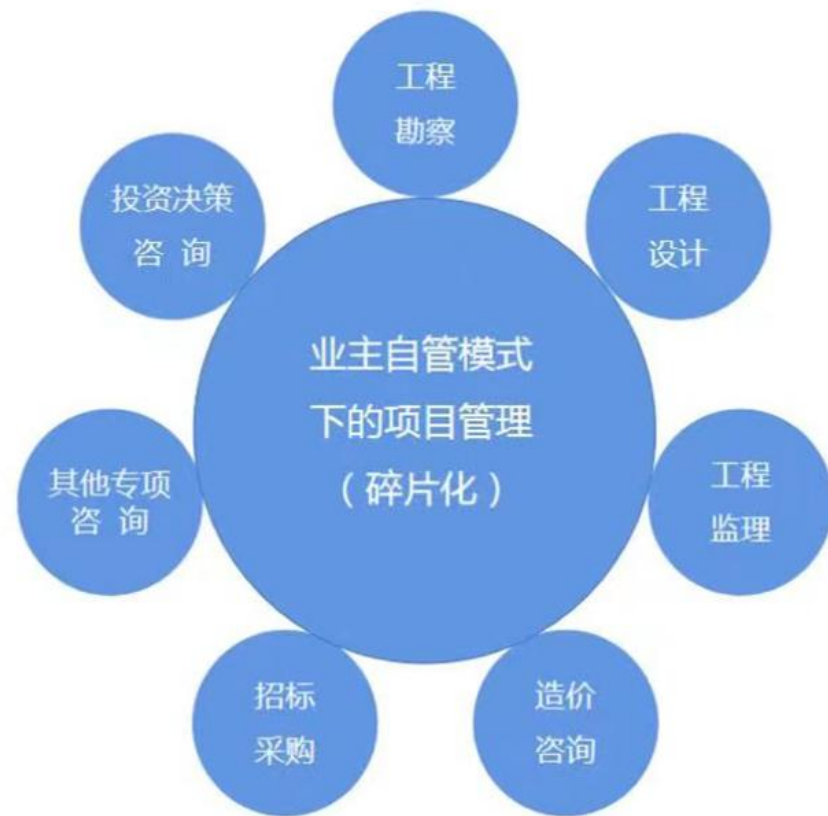 工程
勘察
投资决策
咨 询
工程
设计
业主自管模式
下的项目管理
（碎片化）
其他专项
咨 询
工程
监理
招标
采购
造价
咨询